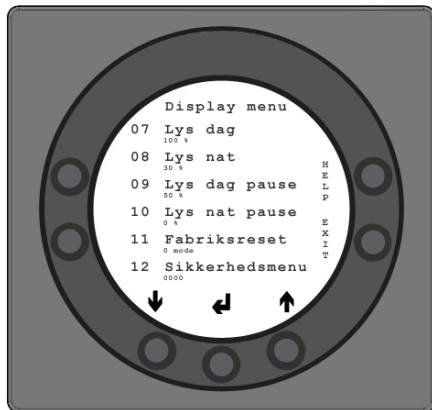 Display menu
07 Lys dag
100 %
08 Lys nat
30 %
09 Lys dag pause
50 %
10 Lys nat pause
0 %
11 Fabriksreset
0 mode
12 Sikkerhedsmenu
0000
HELP
EXIT